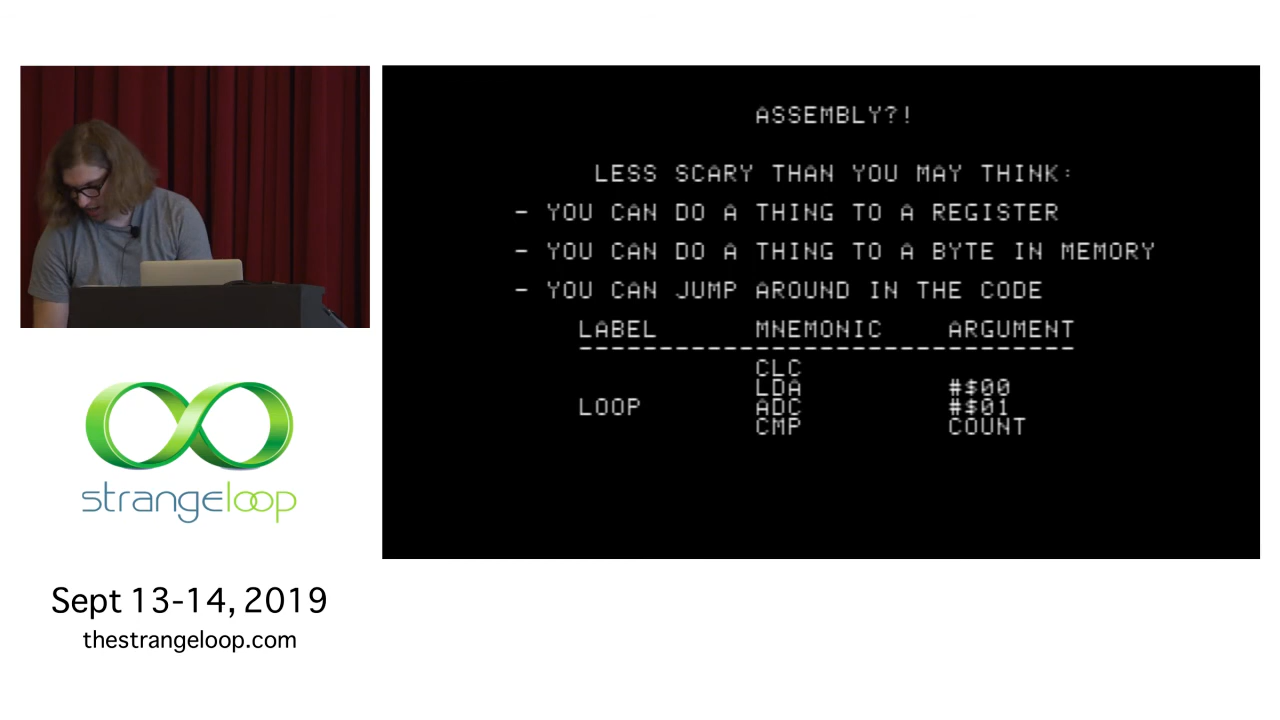 ASSEMBLY?!
LESS SCARY THAN YOU MAY THINK:
- YOU CAN DO A THING TO A REGISTER
- YOU CAN DO A THING TO A BYTE IN MEMORY
- YOU CAN JUMP AROUND IN THE CODE
LABEL MNEMONIC ARGUMENT
-------------------------------
CLC
LDA #$00
LOOP ADC #$01
CMP COUNT
strangeloop
Sept 13-14, 2019
thestrangeloop.com